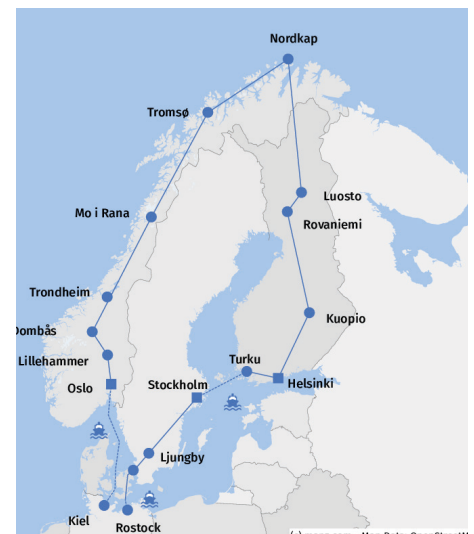 Nordkap
Tromsø
Luosto
Mo i Rana
Rovaniemi
Trondheim
Kuopio
Dombås
Lillehammer
Turku
Oslo
Stockholm
Helsinki
Ljungby
Kiel
Rostock